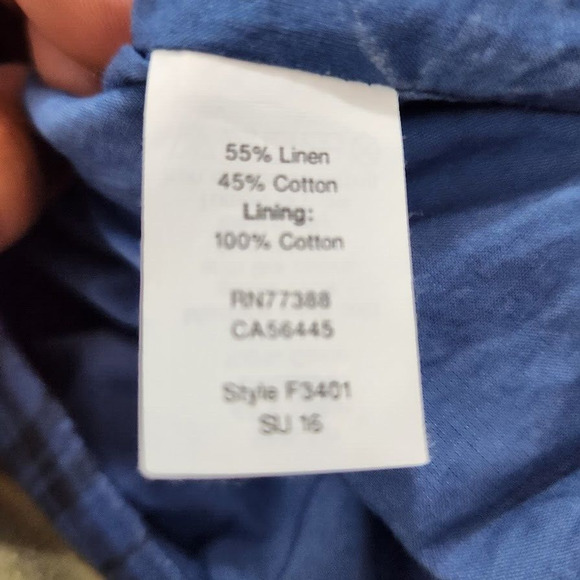 55% Linen
45% Cotton
Lining:
100% Cotton
RN77388
CA56445
Style F3401
SU 16